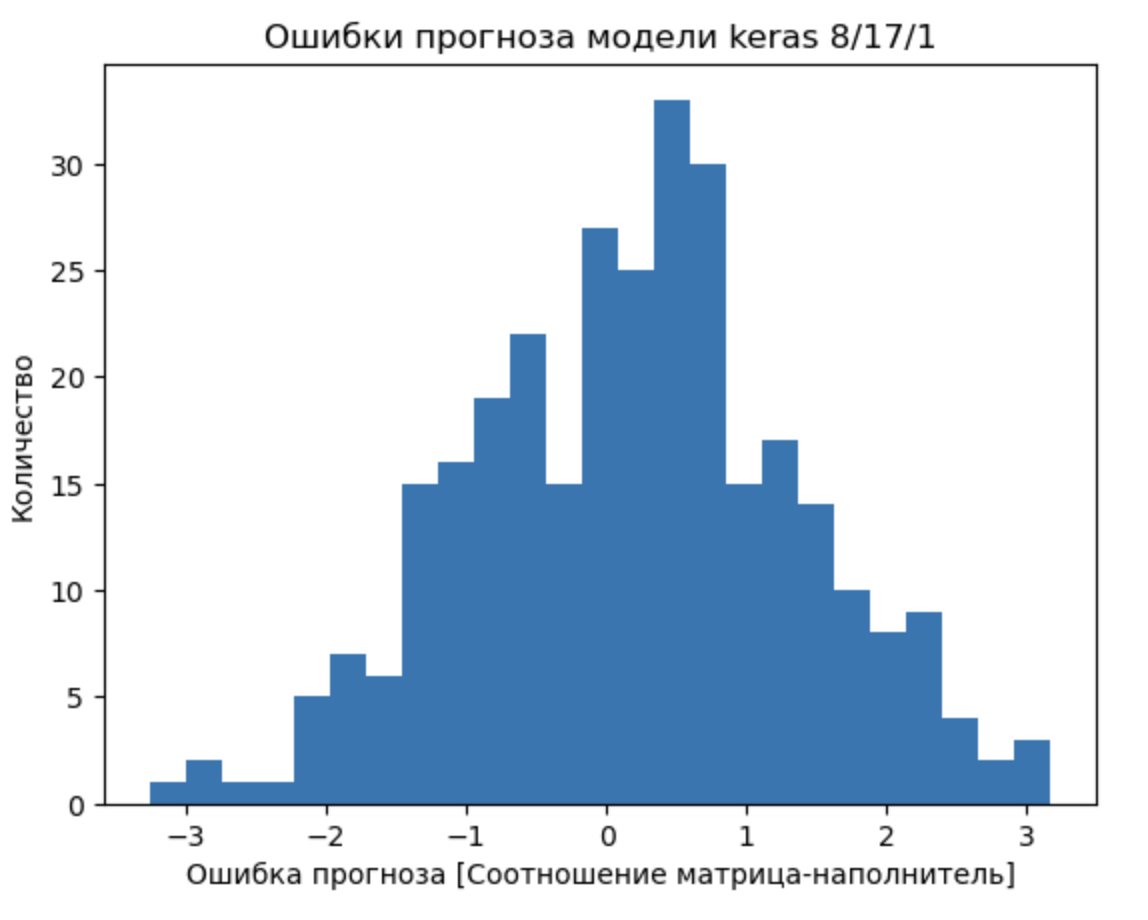 Ошибки прогноза модели keras 8/17/1
Количество
30
25
20
15
10
5
0
−3 −2 −1 0 1 2 3
Ошибка прогноза [Соотношение матрица-наполнитель]